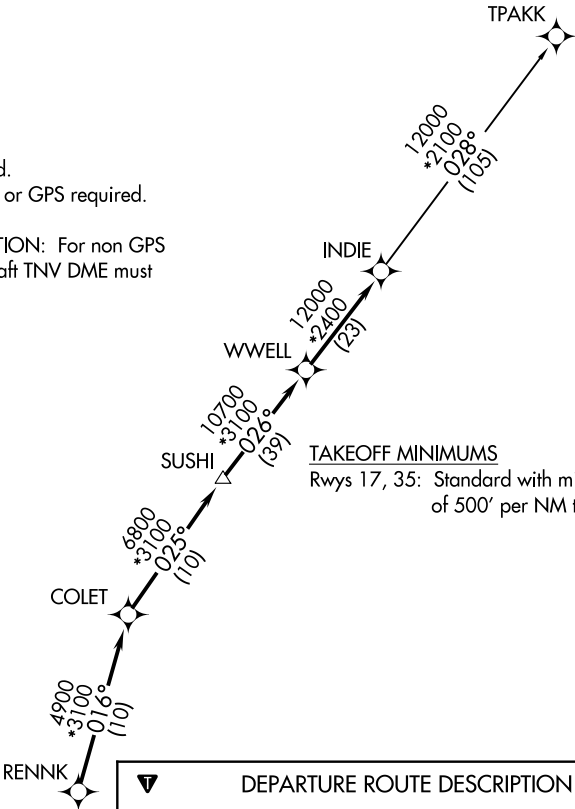 TPAKK
12000
*2100
028°
(105)
d.
or GPS required.
TION: For non GPS
aft TNV DME must
INDIE
12000
*2400
(23)
WWELL
10700
*3100
026°
(39)
SUSHI
TAKEOFF MINIMUMS
Rwys 17, 35: Standard with m
of 500' per NM t
6800
*3100
025°
(10)
COLET
4900
*3100
016°
(10)
RENNK
T
DEPARTURE ROUTE DESCRIPTION